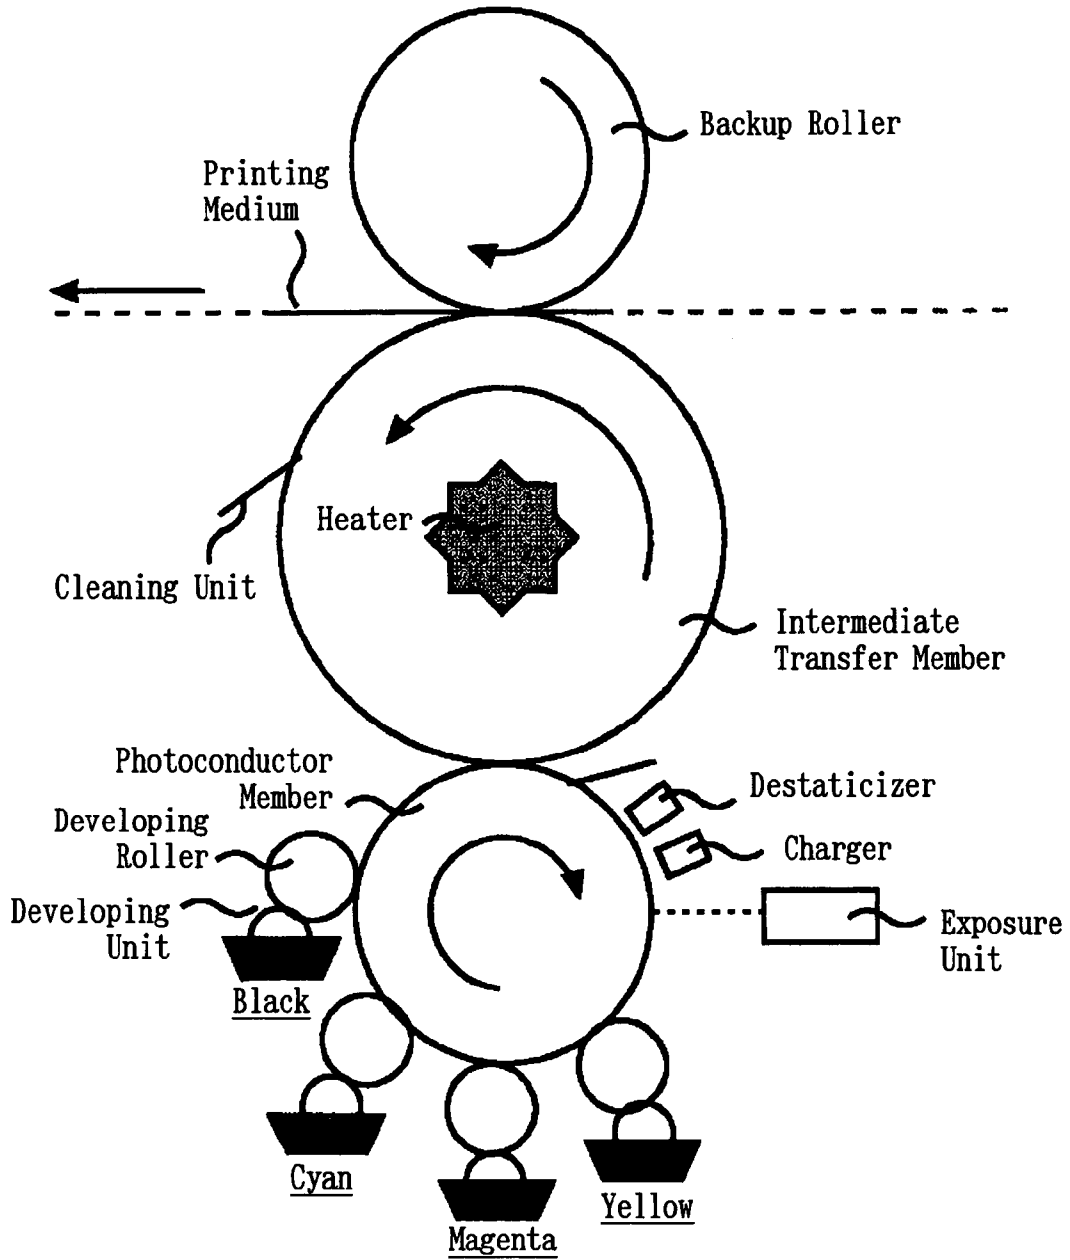 Backup Roller
Printing
Medium
Heater
Cleaning Unit
Intermediate
Transfer Member
Photoconductor
Member
Destaticizer
Developing
Roller
Charger
Developing
Unit
Exposure
Unit
Black
Cyan
Yellow
Magenta